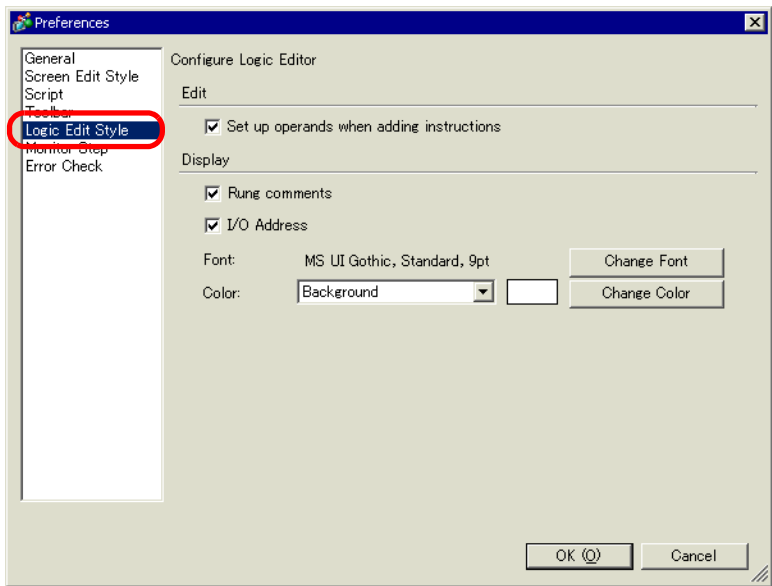 Preferences
General
Screen Edit Style
Script
Toolbar
Logic Edit Style
Monitor Step
Error Check
Configure Logic Editor
Edit
Set up operands when adding instructions
Display
Rung comments
I/O Address
Font: MS UI Gothic, Standard, 9pt Change Font
Color: Background Change Color
OK (O) Cancel